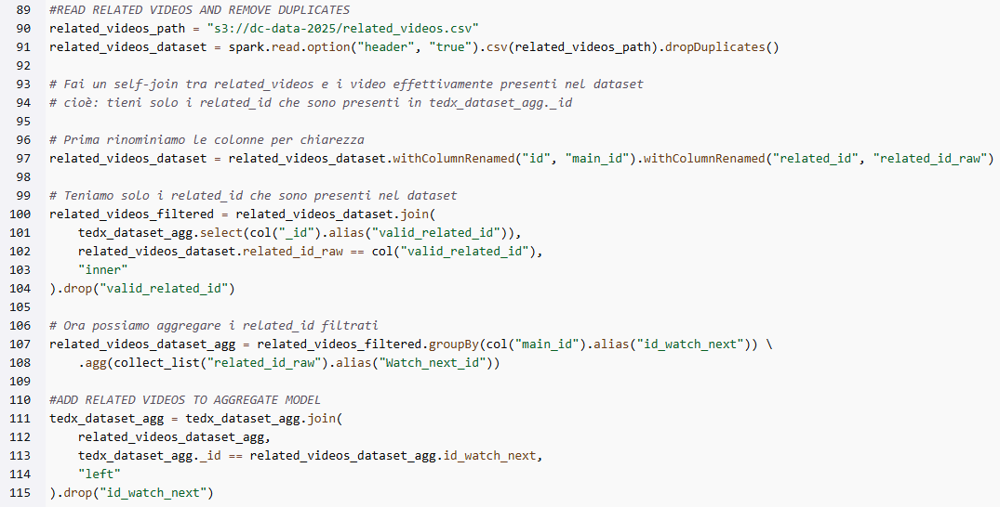 89 #READ RELATED VIDEOS AND REMOVE DUPLICATES
90 related_videos_path = "s3://dc-data-2025/related_videos.csv"
91 related_videos_dataset = spark.read.option("header", "true").csv(related_videos_path).dropDuplicates()
92
93 # Fai un self-join tra related_videos e i video effettivamente presenti nel dataset
94 # cioè: tieni solo i related_id che sono presenti in tedx_dataset_agg._id
95
96 # Prima rinominiamo le colonne per chiarezza
97 related_videos_dataset = related_videos_dataset.withColumnRenamed("id", "main_id").withColumnRenamed("related_id", "related_id_raw")
98
99 # Teniamo solo i related_id che sono presenti nel dataset
100 related_videos_filtered = related_videos_dataset.join(
101     tedx_dataset_agg.select(col("_id").alias("valid_related_id")),
102     related_videos_dataset.related_id_raw == col("valid_related_id"),
103     "inner"
104 ).drop("valid_related_id")
105
106 # Ora possiamo aggregare i related_id filtrati
107 related_videos_dataset_agg = related_videos_filtered.groupBy(col("main_id").alias("id_watch_next")) \
108     .agg(collect_list("related_id_raw").alias("Watch_next_id"))
109
110 #ADD RELATED VIDEOS TO AGGREGATE MODEL
111 tedx_dataset_agg = tedx_dataset_agg.join(
112     related_videos_dataset_agg,
113     tedx_dataset_agg._id == related_videos_dataset_agg.id_watch_next,
114     "left"
115 ).drop("id_watch_next")